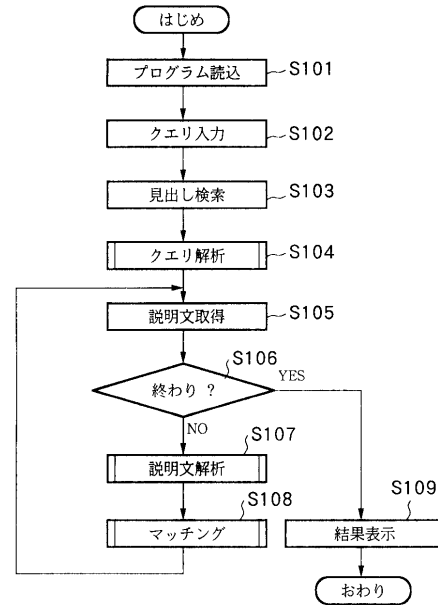 はじめ
プログラム読込
S101
クエリ入力
S102
見出し検索
S103
クエリ解析
S104
説明文取得
S105
S106
終わり ?
YES
NO
S107
説明文解析
S108
マッチング
S109
結果表示
おわり